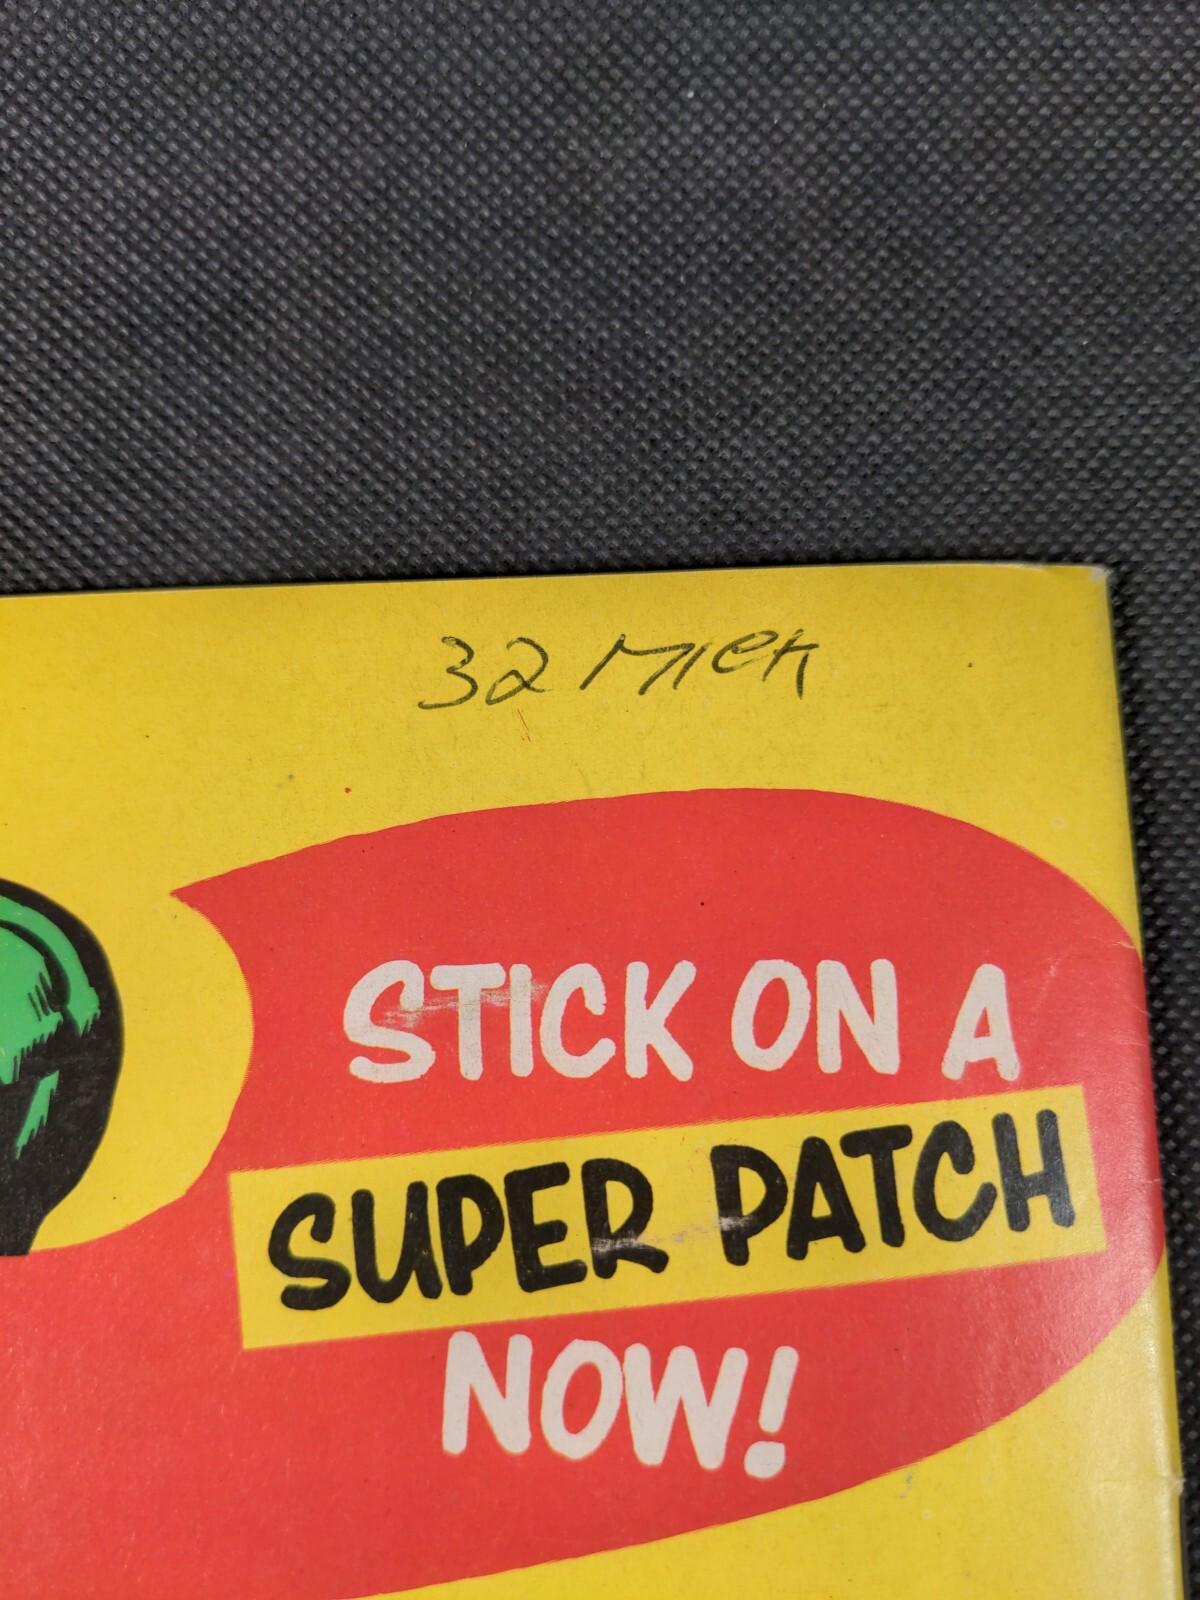 32 Mick
STICK ON A
SUPER PATCH
NOW!